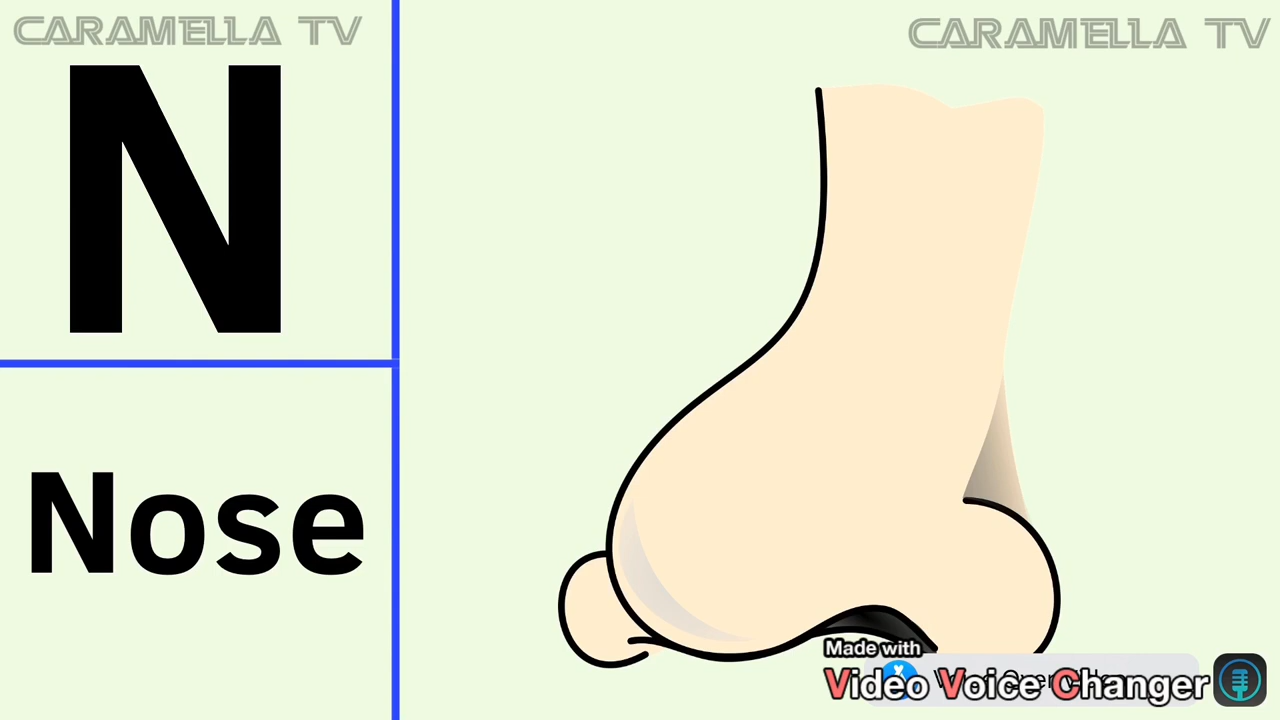 CARAMELLA TV
CARAMELLA TV
N
Nose
Made with
Video Voice Changer